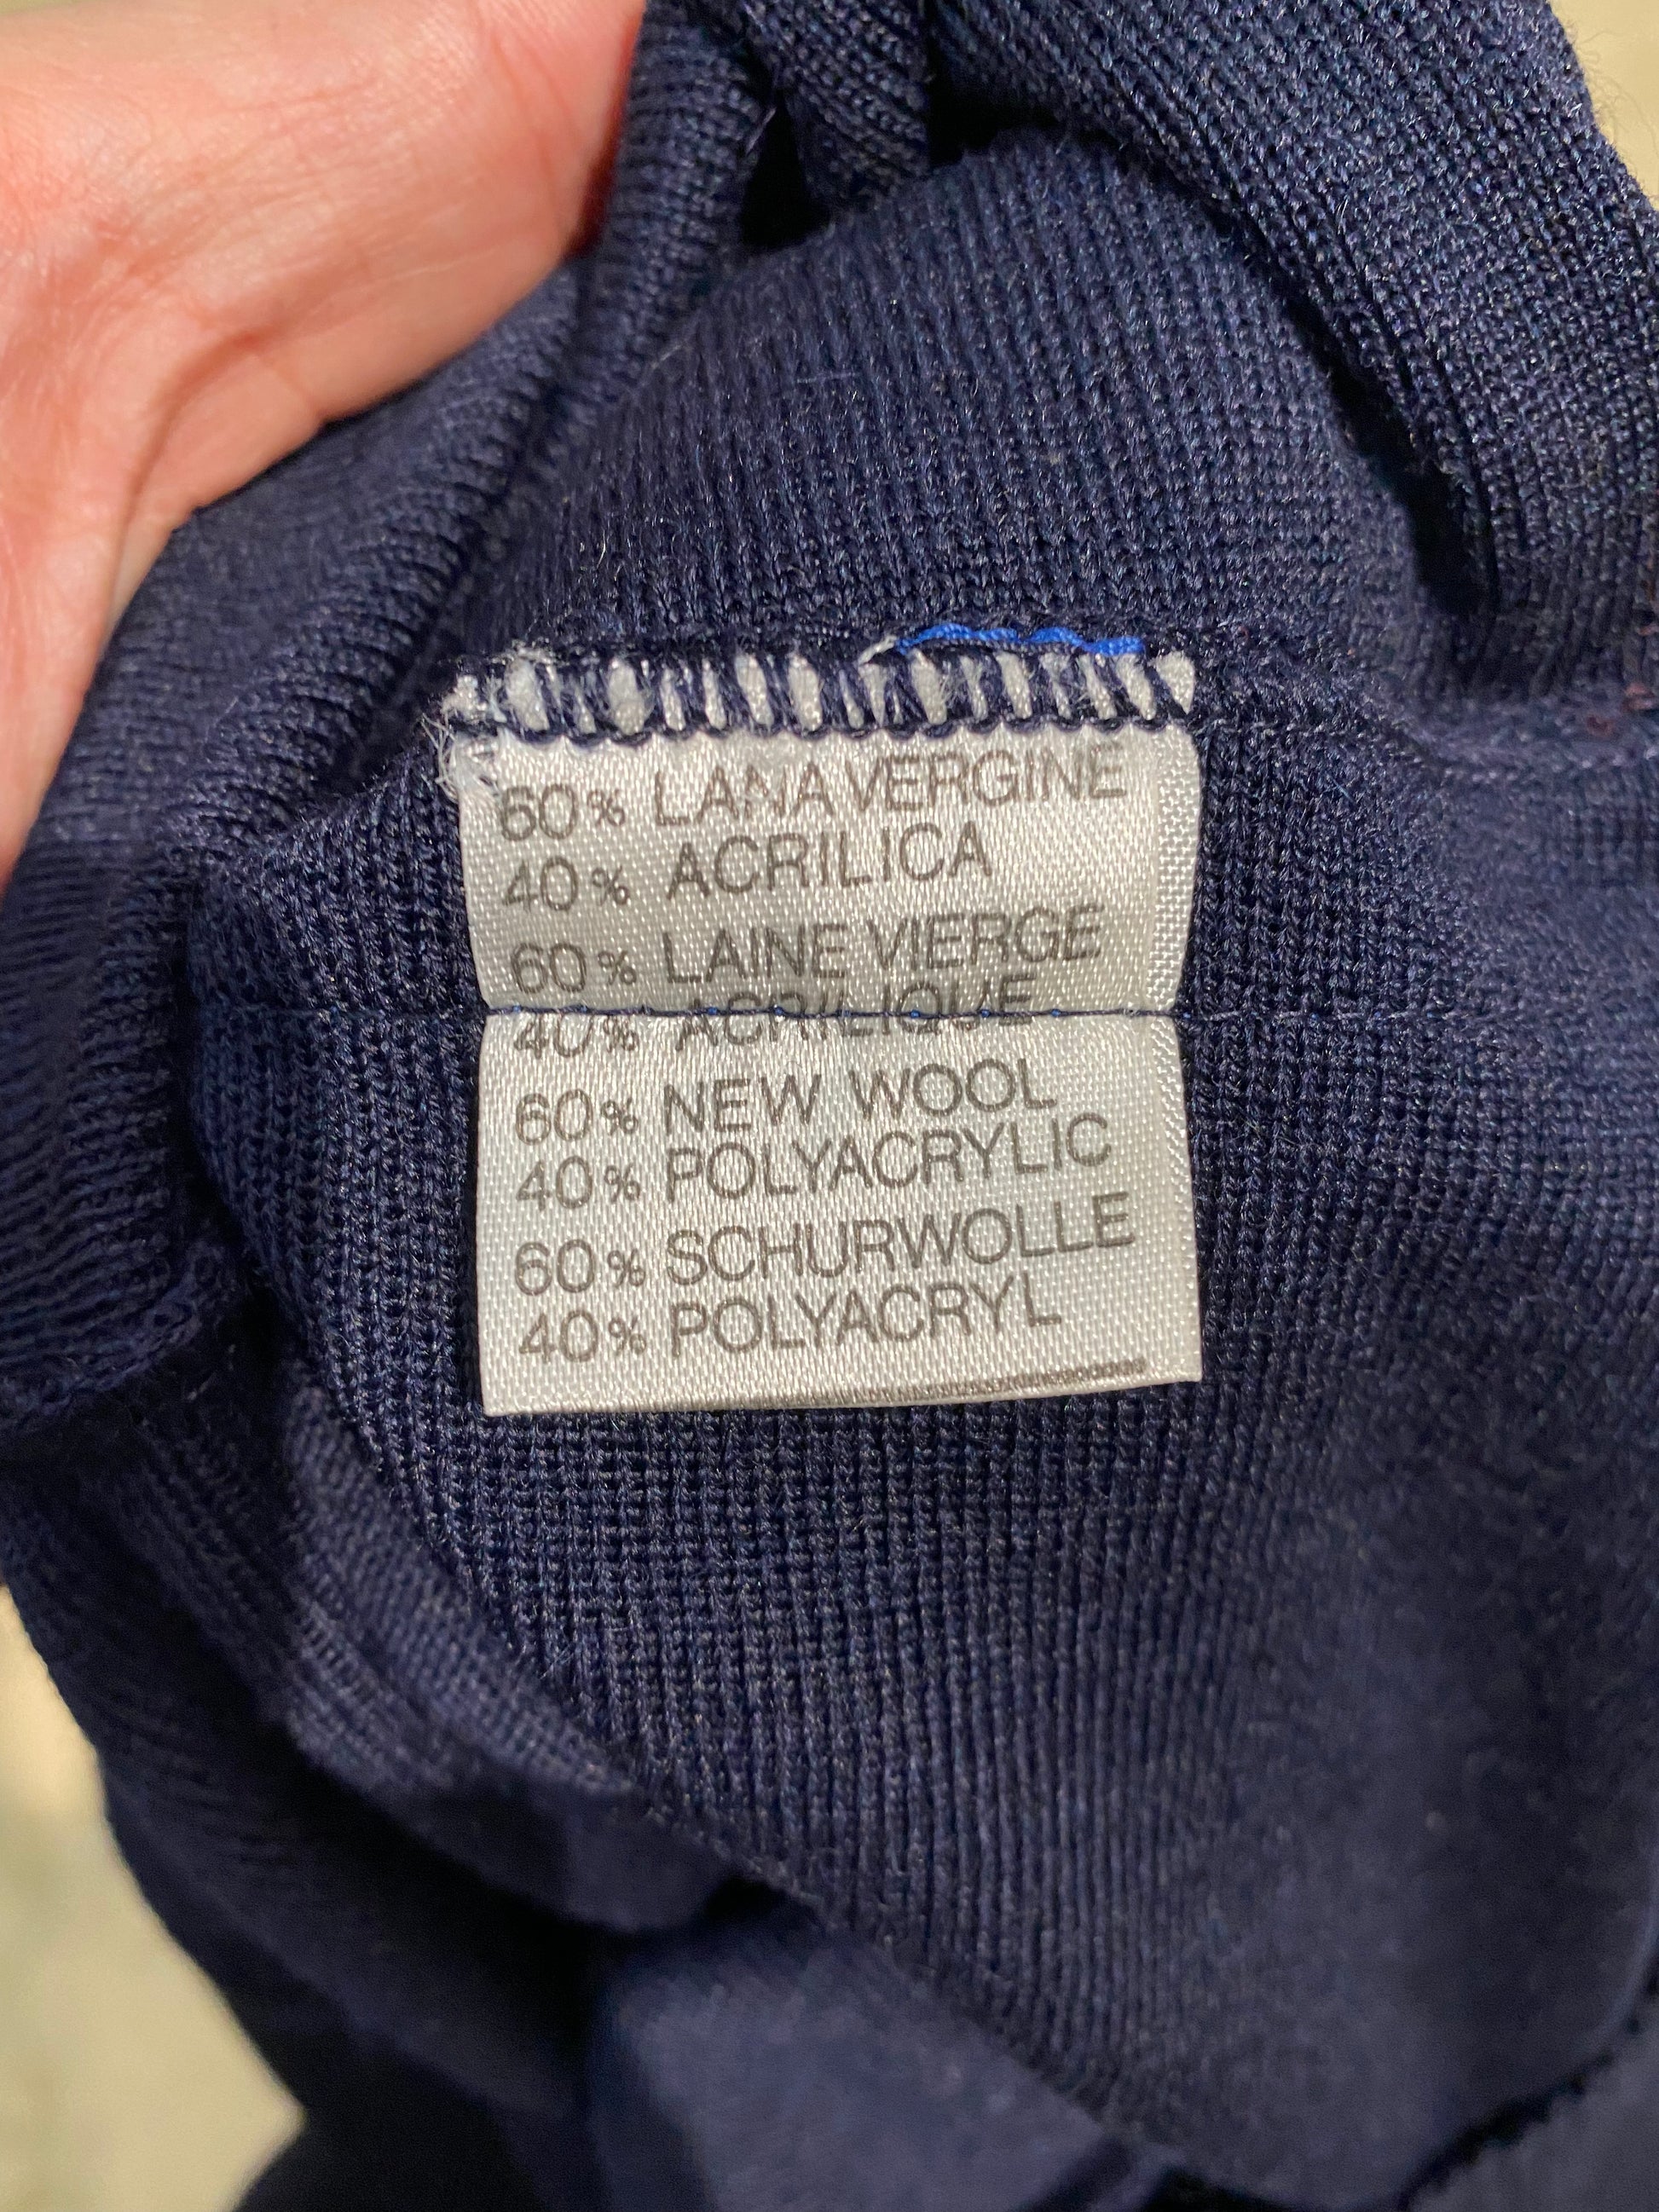 60% LANA VERGINE
40% ACRILICA
60% LAINE VIERGE
40% ACRILIQUE
60% NEW WOOL
40% POLYACRYLIC
60% SCHURWOLLE
40% POLYACRYL